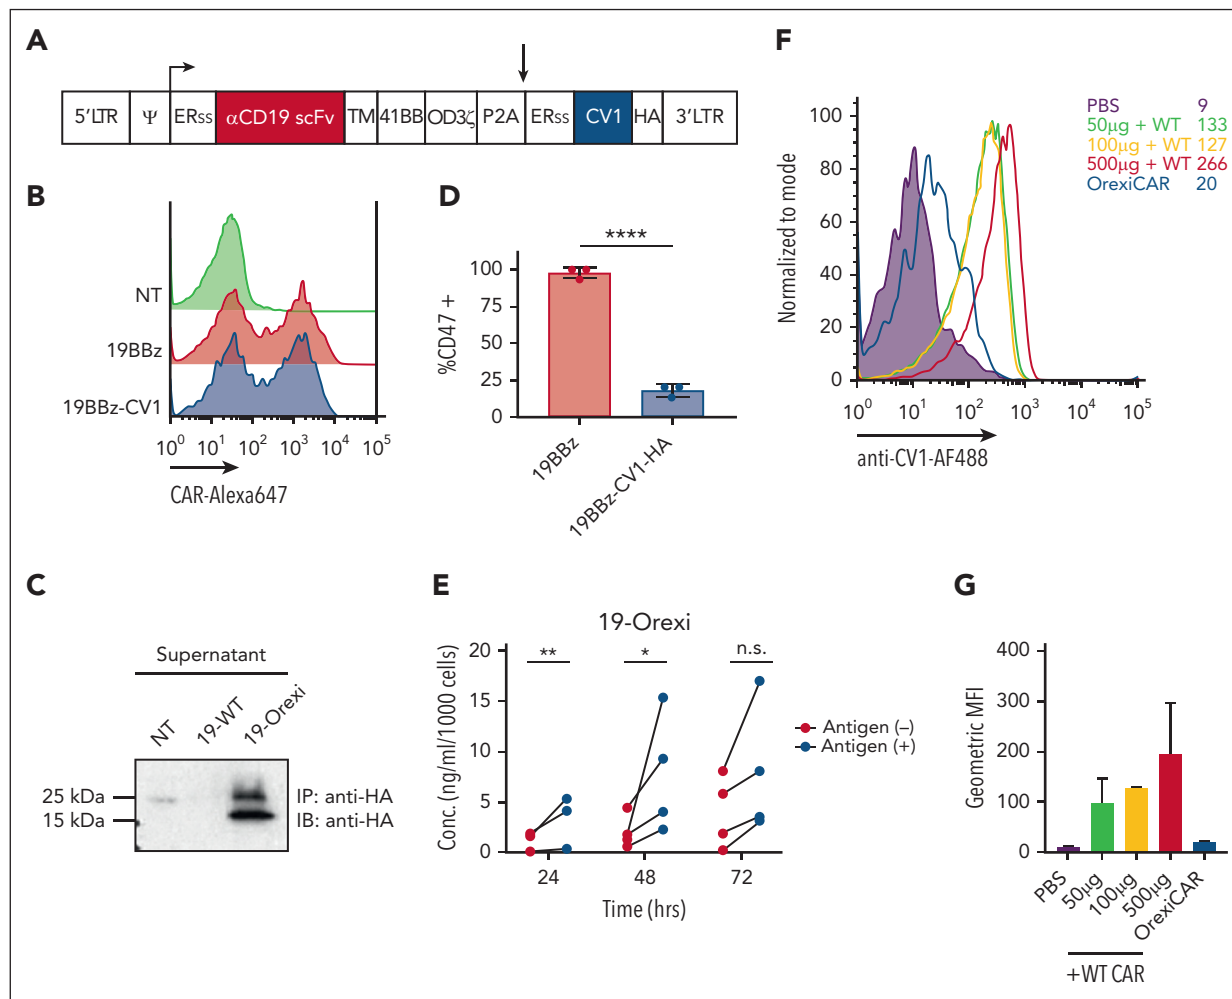 A
5'LTR Ψ ERss αCD19 scFv TM 41BB OD3ζ P2A ERss CV1 HA 3'LTR
B
NT
19BBz
19BBz-CV1
10⁰ 10¹ 10² 10³ 10⁴ 10⁵
CAR-Alexa647
D
****
%CD47 +
100
75
50
25
0
19BBz
19BBz-CV1-HA
F
Normalized to mode
100
80
60
40
20
0
10⁰ 10¹ 10² 10³ 10⁴ 10⁵
anti-CV1-AF488
PBS 9
50μg + WT 133
100μg + WT 127
500μg + WT 266
OrexiCAR 20
C
Supernatant
NT
19-WT
19-Orexi
25 kDa
15 kDa
IP: anti-HA
IB: anti-HA
E
19-Orexi
Conc. (ng/ml/1000 cells)
20
15
10
5
0
** * n.s.
24 48 72
Time (hrs)
Antigen (–)
Antigen (+)
G
Geometric MFI
400
300
200
100
0
PBS
50μg
100μg
500μg
OrexiCAR
+WT CAR